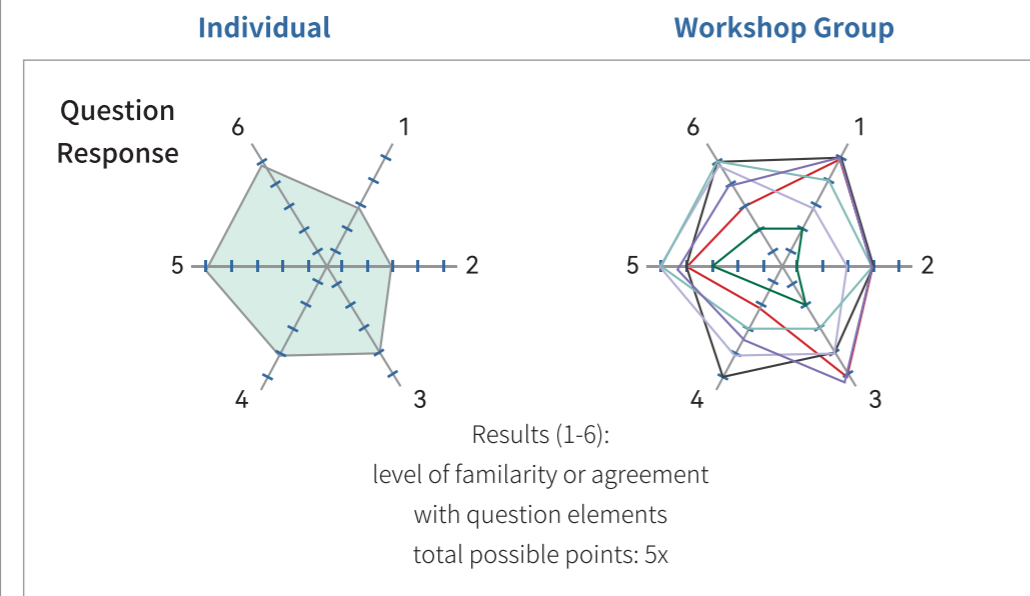 Individual
Workshop Group
Question
Response
6
1
5
2
4
3
6
1
5
2
4
3
Results (1-6):
level of familarity or agreement
with question elements
total possible points: 5x